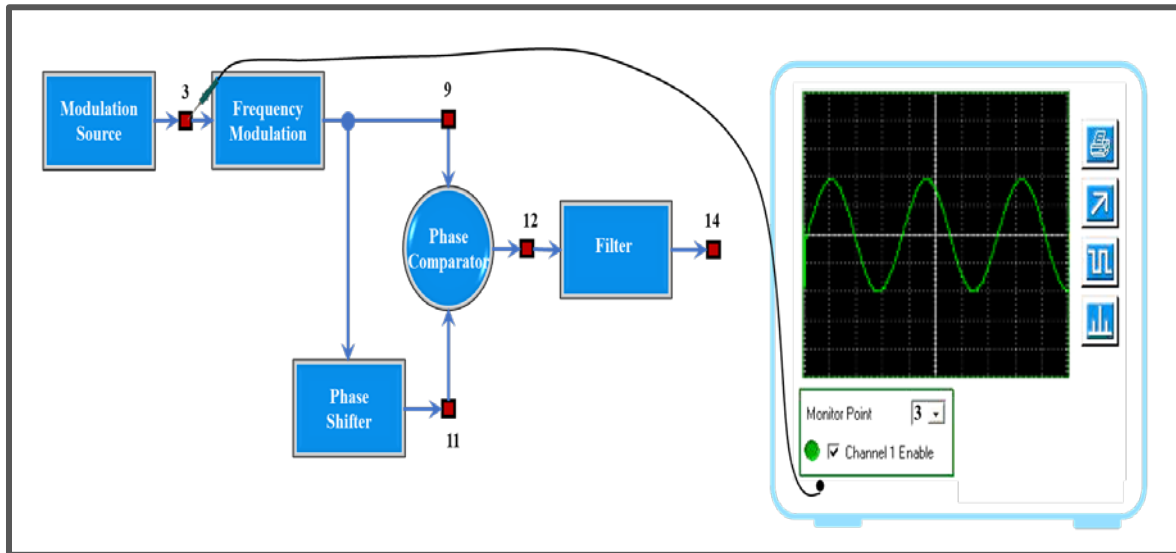 Modulation
Source
3
Frequency
Modulation
9
Phase
Comparator
12
Filter
14
Phase
Shifter
11
Monitor Point
3
Channel 1 Enable